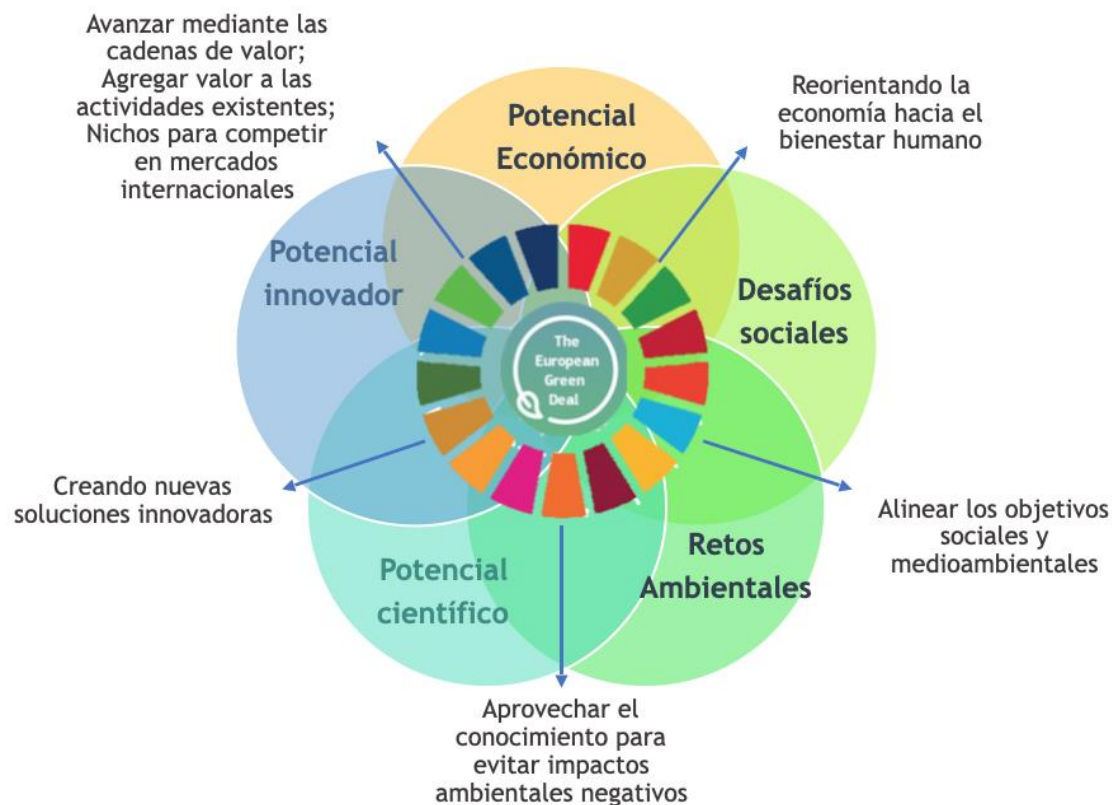 Avanzar mediante las
cadenas de valor;
Agregar valor a las
actividades existentes;
Nichos para competir
en mercados
internacionales
Potencial
Económico
Reorientando la
economía hacia el
bienestar humano
Potencial
innovador
Desafíos
sociales
The
European
Green
Deal
Creando nuevas
soluciones innovadoras
Alinear los objetivos
sociales y
medioambientales
Potencial
científico
Retos
Ambientales
Aprovechar el
conocimiento para
evitar impactos
ambientales negativos